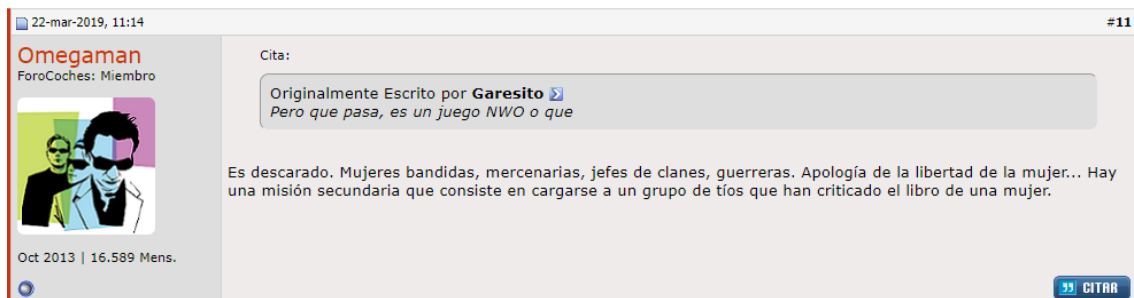 22-mar-2019, 11:14
#11
Omegaman
ForoCoches: Miembro
Oct 2013 | 16.589 Mens.
Cita:
Originalmente Escrito por Garesito
Pero que pasa, es un juego NWO o que
Es descarado. Mujeres bandidas, mercenarias, jefes de clanes, guerreras. Apología de la libertad de la mujer... Hay
una misión secundaria que consiste en cargarse a un grupo de tíos que han criticado el libro de una mujer.
CITAR